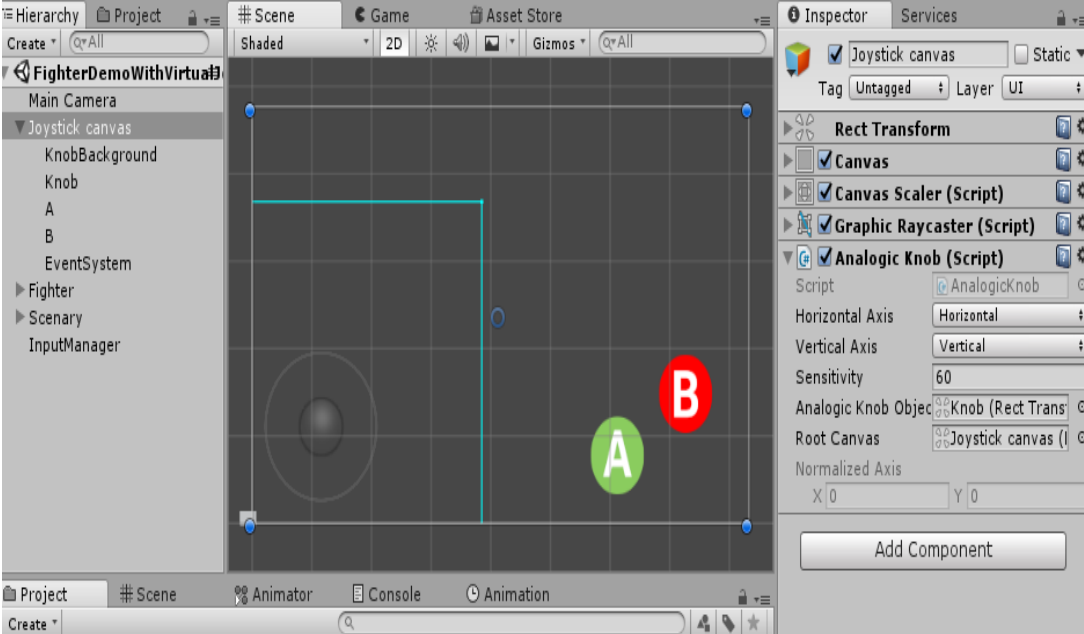 Hierarchy
Project
Create
All
FighterDemoWithVirtualJo
Main Camera
Joystick canvas
KnobBackground
Knob
A
B
EventSystem
Fighter
Scenary
InputManager
Scene
Game
Asset Store
Shaded
2D
Gizmos
All
B
A
Inspector
Services
Joystick canvas
Static
Tag Untagged Layer UI
Rect Transform
Canvas
Canvas Scaler (Script)
Graphic Raycaster (Script)
Analogic Knob (Script)
Script AnalogicKnob
Horizontal Axis Horizontal
Vertical Axis Vertical
Sensitivity 60
Analogic Knob Objec Knob (Rect Trans
Root Canvas Joystick canvas (
Normalized Axis
X 0 Y 0
Add Component
Project
Scene
Animator
Console
Animation
Create